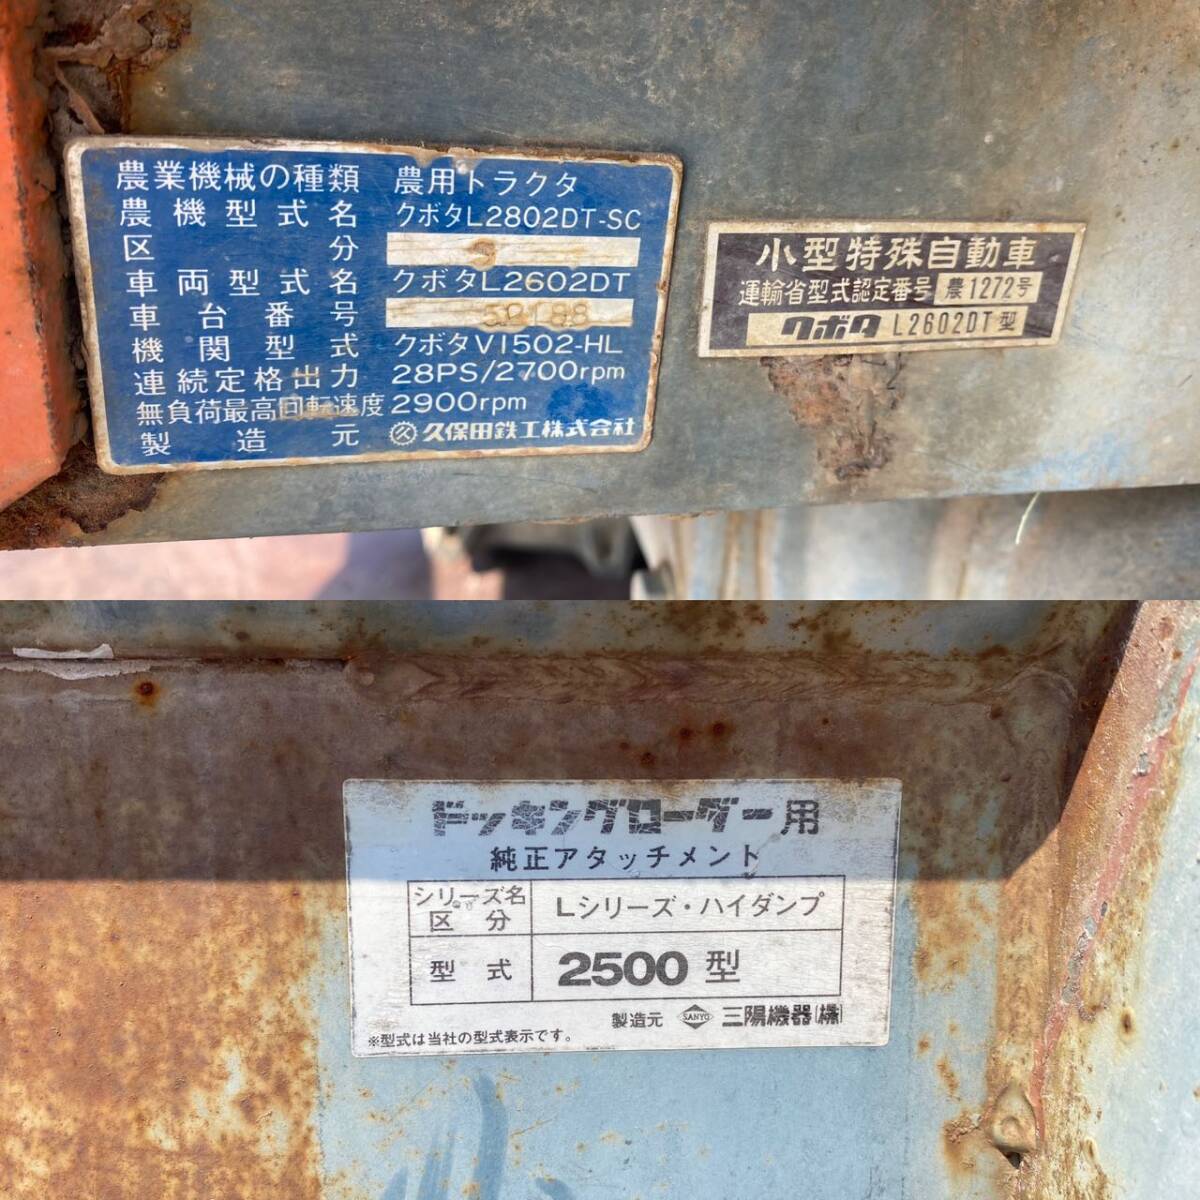 農業機械の種類 農用トラクタ
農機型式名 クボタL2802DT-SC
区分 S
車両型式名 クボタL2602DT
車台番号 58188
機関型式 クボタV1502-HL
連続定格出力 28PS/2700rpm
無負荷最高回転速度 2900rpm
製造元 久保田鉄工株式会社
小型特殊自動車
運輸省型式認定番号 農1272号
クボタ L2602DT型
ドッキングローダー用
純正アタッチメント
シリーズ名
区分 Lシリーズ・ハイダンプ
型式 2500型
製造元 SANYO 三陽機器(株)
※型式は当社の型式表示です。